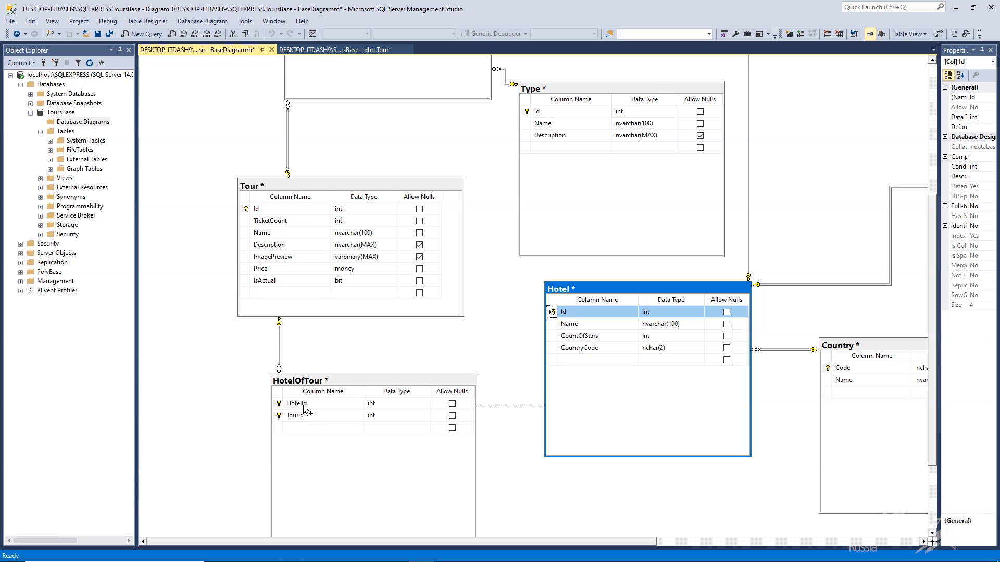 DESKTOP-ITDASH9\SQLEXPRESS.ToursBase - Diagram_0DESKTOP-ITDASH9\SQLEXPRESS.ToursBase - BaseDiagramm* - Microsoft SQL Server Management Studio
Quick Launch (Ctrl+Q)
File Edit View Project Debug Table Designer Database Diagram Tools Window Help
New Query
MDX DMX XMLA DAX
Generic Debugger
Table View
Object Explorer
DESKTOP-ITDASH9\...se - BaseDiagramm*
DESKTOP-ITDASH9\S...rsBase - dbo.Tour*
Properti...
Connect
[Col] Id
localhost\SQLEXPRESS (SQL Server 14.0
Databases
System Databases
Database Snapshots
ToursBase
Database Diagrams
Tables
System Tables
FileTables
External Tables
Graph Tables
Views
External Resources
Synonyms
Programmability
Service Broker
Storage
Security
Security
Server Objects
Replication
PolyBase
Management
XEvent Profiler
Type *
Column Name Data Type Allow Nulls
Id int
Name nvarchar(100)
Description nvarchar(MAX)
Tour *
Column Name Data Type Allow Nulls
Id int
TicketCount int
Name nvarchar(100)
Description nvarchar(MAX)
ImagePreview varbinary(MAX)
Price money
IsActual bit
Hotel *
Column Name Data Type Allow Nulls
Id int
Name nvarchar(100)
CountOfStars int
CountryCode nchar(2)
Country *
Column Name
Code ncha
Name nvar
HotelOfTour *
Column Name Data Type Allow Nulls
HotelId int
TourId int
(General)
(Nam Id
Allow No
Data T int
Defau
Database Desig
Collat <databas
Comp
Conde int
Descri
Deterr Yes
DTS-p No
Full-te No
Has N No
Identi No
Indexa Yes
Is Colu No
Is Spa No
Merge No
Not F No
Replic No
RowG No
Size 4
(General)
Russia
Ready